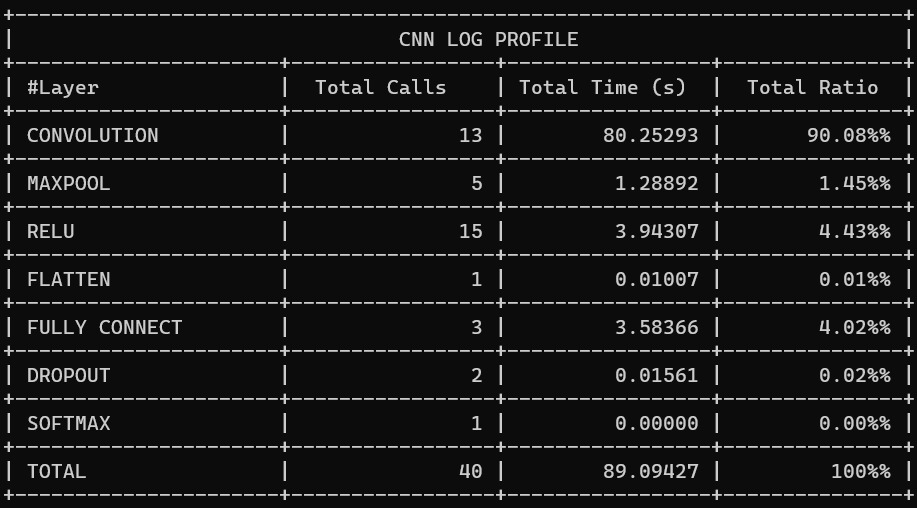 CNN LOG PROFILE
#Layer | Total Calls | Total Time (s) | Total Ratio
CONVOLUTION | 13 | 80.25293 | 90.08%%
MAXPOOL | 5 | 1.28892 | 1.45%%
RELU | 15 | 3.94307 | 4.43%%
FLATTEN | 1 | 0.01007 | 0.01%%
FULLY CONNECT | 3 | 3.58366 | 4.02%%
DROPOUT | 2 | 0.01561 | 0.02%%
SOFTMAX | 1 | 0.00000 | 0.00%%
TOTAL | 40 | 89.09427 | 100%%